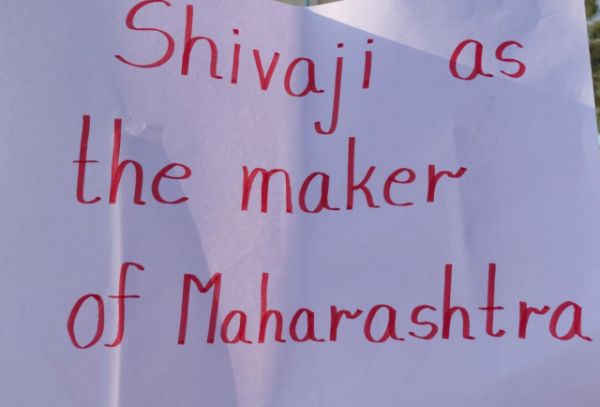 Shivaji as
the maker
of Maharashtra